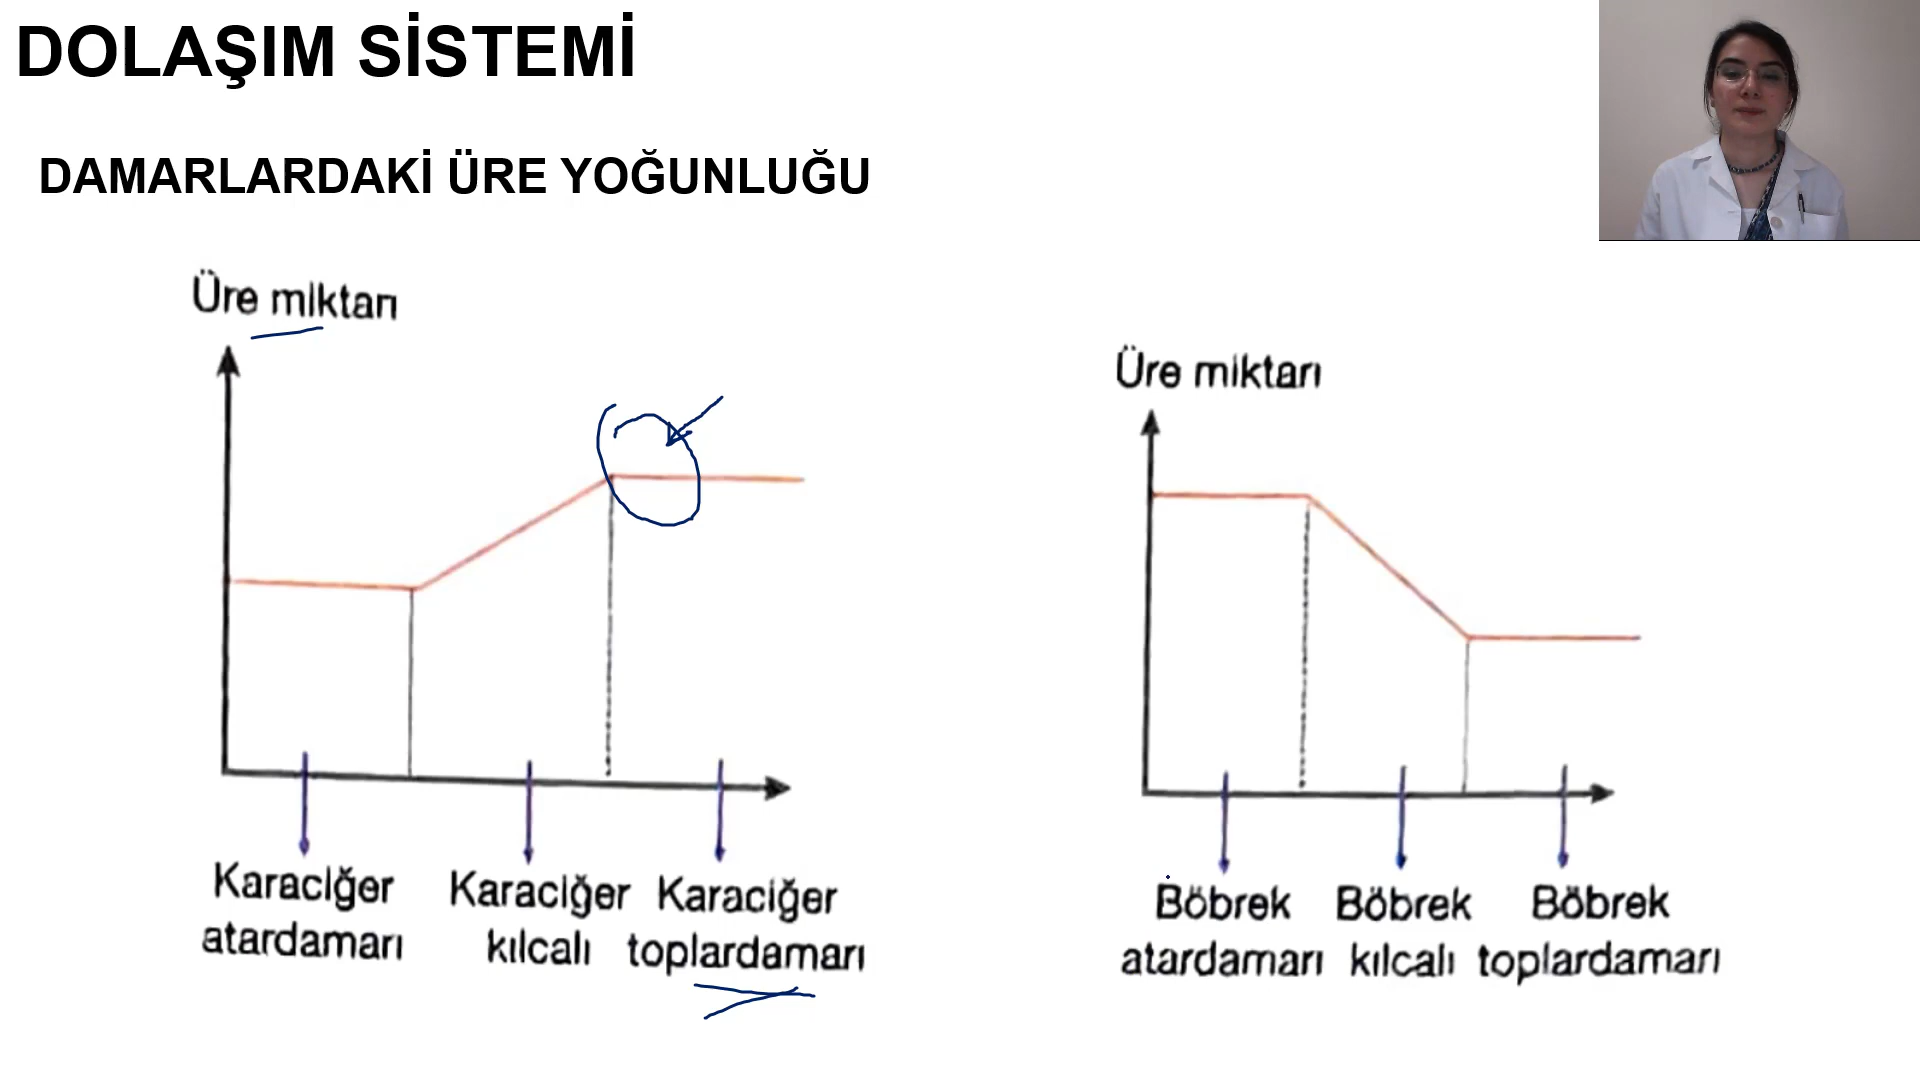 DOLAŞIM SİSTEMİ
DAMARLARDAKİ ÜRE YOĞUNLUĞU
Üre miktarı
Karaciğer atardamarı
Karaciğer kılcalı
Karaciğer toplardamarı
Üre miktarı
Böbrek atardamarı
Böbrek kılcalı
Böbrek toplardamarı